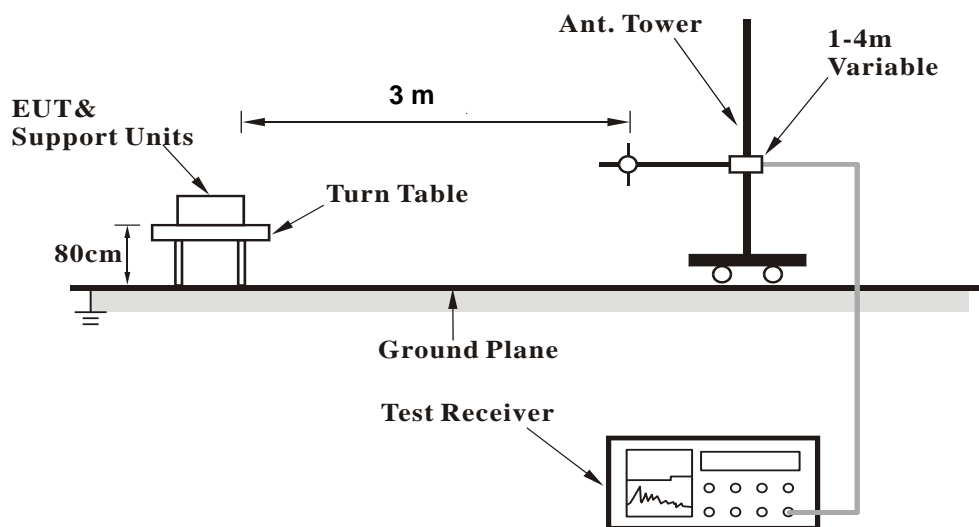 Ant. Tower
1-4m
Variable
3 m
EUT&
Support Units
Turn Table
80cm
Ground Plane
Test Receiver